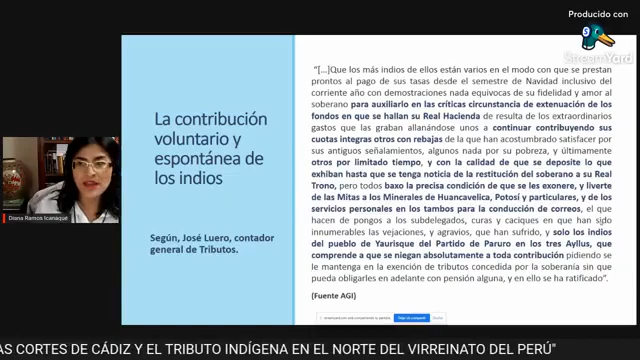 Producido con
StreamYard
La contribución
voluntario y
espontánea de
los indios
Según, José Luero, contador
general de Tributos.
“[…]Que los más indios de ellos están varios en el modo con que se prestan
prontos al pago de sus tasas desde el semestre de Navidad inclusivo del
corriente año con demostraciones nada equivocas de su fidelidad y amor al
soberano para auxiliarlo en las críticas circunstancia de extenuación de los
fondos en que se hallan su Real Hacienda de resulta de los extraordinarios
gastos que las graban allanándose unos a continuar contribuyendo sus
cuotas integras otros con rebajas de la que han acostumbrado satisfacer por
sus antiguos señalamientos, algunos nada por su pobreza, y últimamente
otros por limitado tiempo, y con la calidad de que se deposite lo que
exhiban hasta que se tenga noticia de la restitución del soberano a su Real
Trono, pero todos baxo la precisa condición de que se les exonere, y liverte de
las Mitas a los Minerales de Huancavelica, Potosí y particulares, y de los
de los servicios personales en los tambos para la conducción de correos, el que
hacen de pongos a los subdelegados, curas y caciques en que han sido
innumerables las vejaciones, y agravios, que han sufrido, y solo los indios
del pueblo de Yaurisque del Partido de Paruro en los tres Ayllus, que
comprende a que se niegan absolutamente a toda contribución pidiendo se
le mantenga en la exención de tributos concedida por la soberanía sin que
pueda obligarlos en adelante con pensión alguna, y en ello se ha ratificado”.
(Fuente AGI)
Diana Ramos Icanaqué
AS CORTES DE CÁDIZ Y EL TRIBUTO INDÍGENA EN EL NORTE DEL VIRREINATO DEL PERÚ"